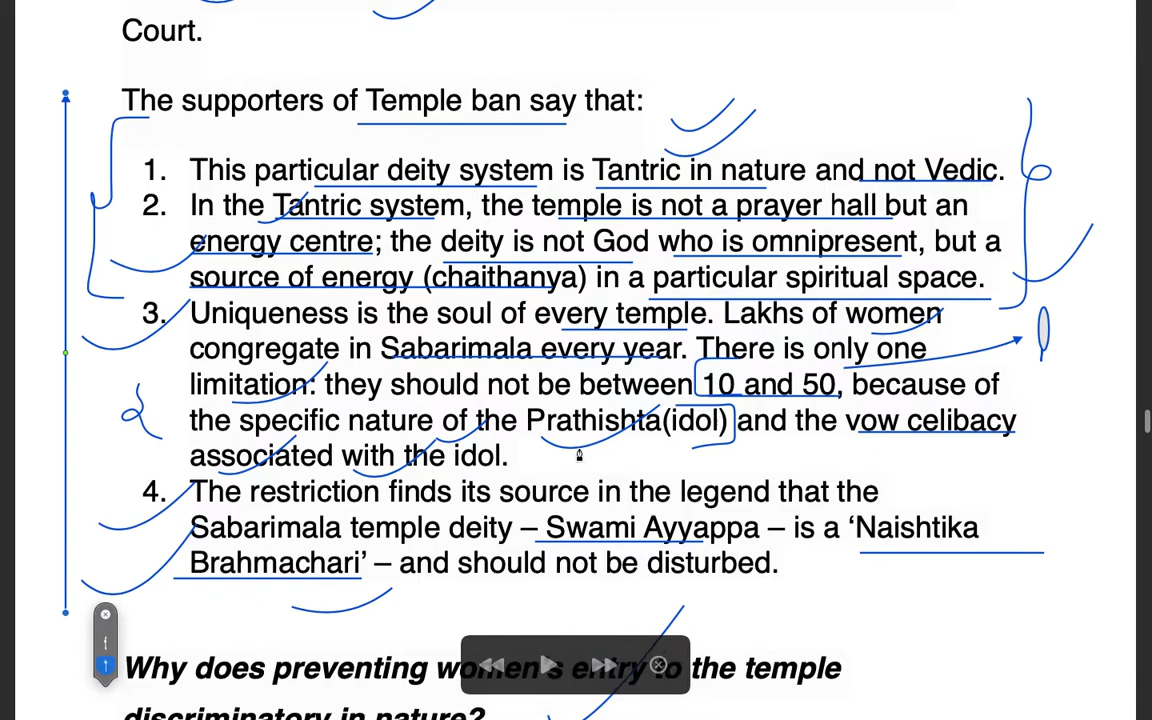 Court.
The supporters of Temple ban say that:
1. This particular deity system is Tantric in nature and not Vedic.
2. In the Tantric system, the temple is not a prayer hall but an
energy centre; the deity is not God who is omnipresent, but a
source of energy (chaithanya) in a particular spiritual space.
3. Uniqueness is the soul of every temple. Lakhs of women
congregate in Sabarimala every year. There is only one
limitation: they should not be between 10 and 50, because of
the specific nature of the Prathishta(idol) and the vow celibacy
associated with the idol.
4. The restriction finds its source in the legend that the
Sabarimala temple deity – Swami Ayyappa – is a ‘Naishtika
Brahmachari’ – and should not be disturbed.
Why does preventing women's entry to the temple
discriminatory in nature?